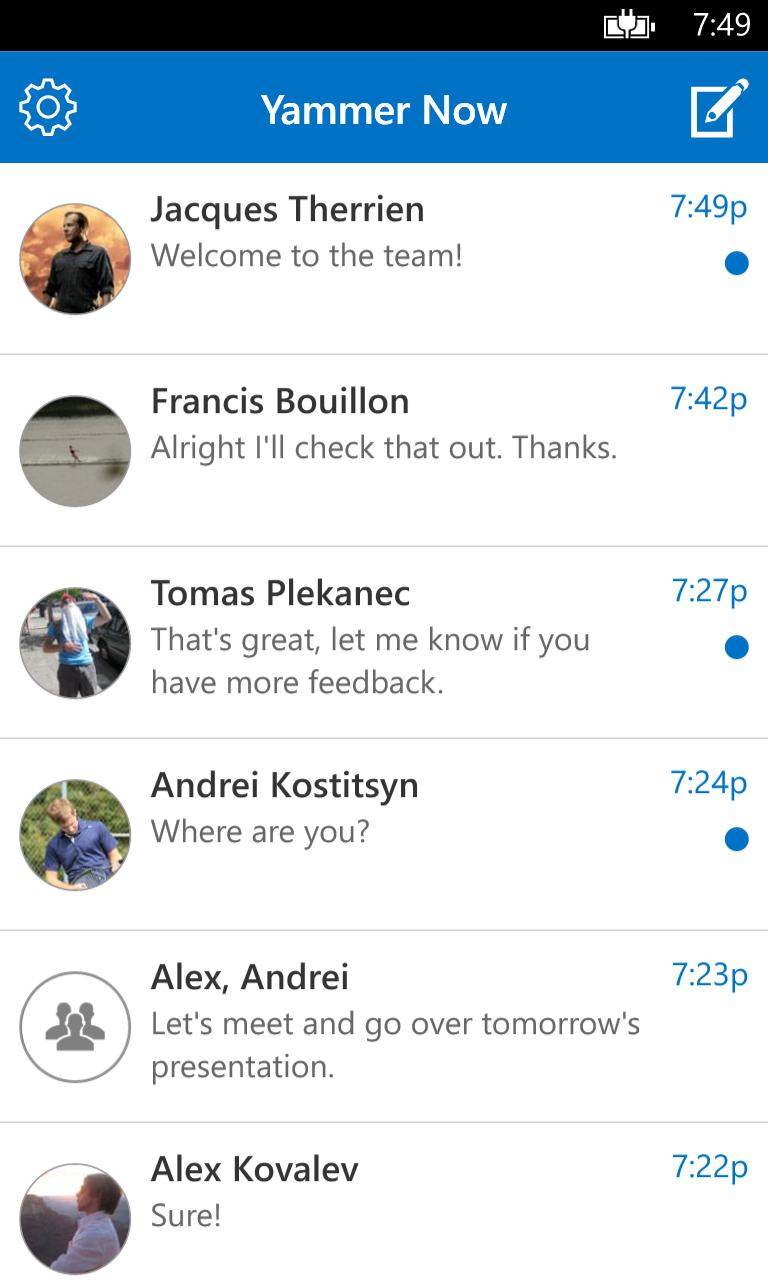 7:49
Yammer Now
Jacques Therrien 7:49p
Welcome to the team!
Francis Bouillon 7:42p
Alright I'll check that out. Thanks.
Tomas Plekanec 7:27p
That's great, let me know if you
have more feedback.
Andrei Kostitsyn 7:24p
Where are you?
Alex, Andrei 7:23p
Let's meet and go over tomorrow's
presentation.
Alex Kovalev 7:22p
Sure!